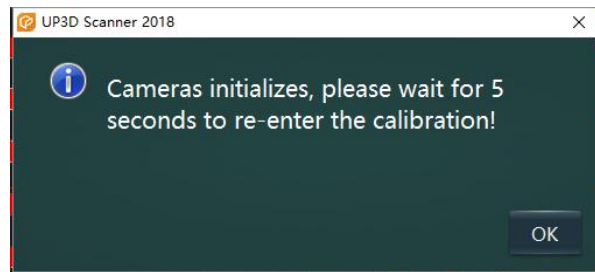 UP3D Scanner 2018
Cameras initializes, please wait for 5
seconds to re-enter the calibration!
OK